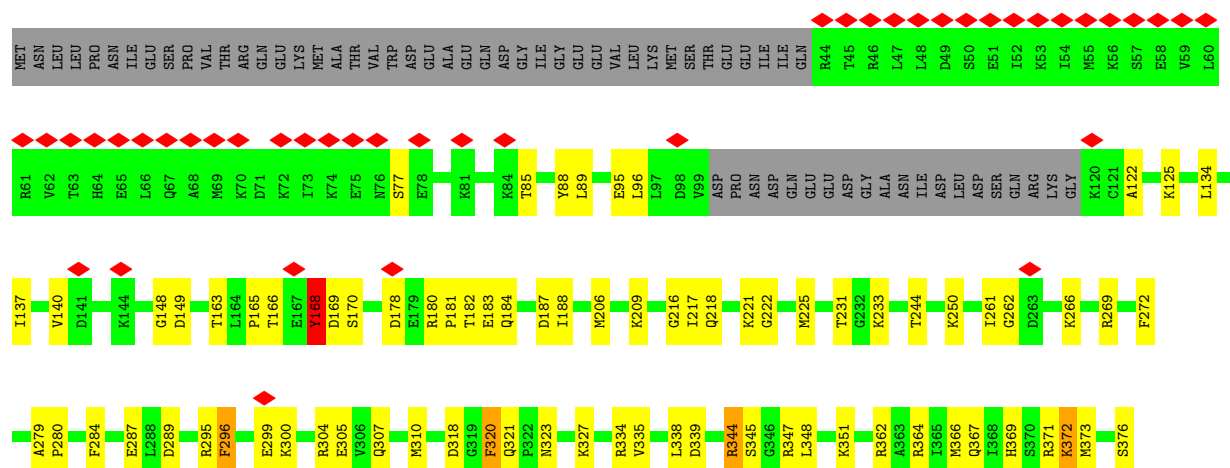 MET ASN LEU LEU PRO ASN ILE GLU SER PRO VAL THR ARG GLN GLU LYS MET ALA THR VAL TRP ASP GLU ALA GLU GLN ASP GLY ILE GLY GLU GLU VAL LEU LYS MET SER THR GLU GLU ILE ILE GLN R44 T45 R46 L47 L48 D49 S50 E51 I52 K53 I54 M55 K56 S57 E58 V59 L60
R61 V62 T63 H64 E65 L66 Q67 A68 M69 K70 D71 K72 I73 K74 E75 N76 S77 E78 K81 K84 T85 Y88 L89 E95 L96 L97 D98 V99 ASP PRO ASN ASP GLN GLU GLU ASP GLY ALA ASN ILE ASP LEU ASP SER GLN ARG LYS GLY K120 C121 A122 K125 L134
I137 V140 D141 K144 G148 D149 T163 L164 P165 T166 E167 Y168 D169 S170 D178 E179 R180 P181 T182 E183 Q184 D187 I188 M206 K209 G216 I217 Q218 K221 G222 M225 T231 G232 K233 T244 K250 I261 G262 D263 K266 R269 F272
A279 P280 F284 E287 L288 D289 R295 F296 E299 K300 R304 E305 V306 Q307 M310 D318 G319 F320 Q321 P322 N323 K327 R334 V335 L338 D339 R344 S345 G346 R347 L348 K351 R362 A363 R364 I365 M366 Q367 I368 H369 S370 R371 K372 M373 S376